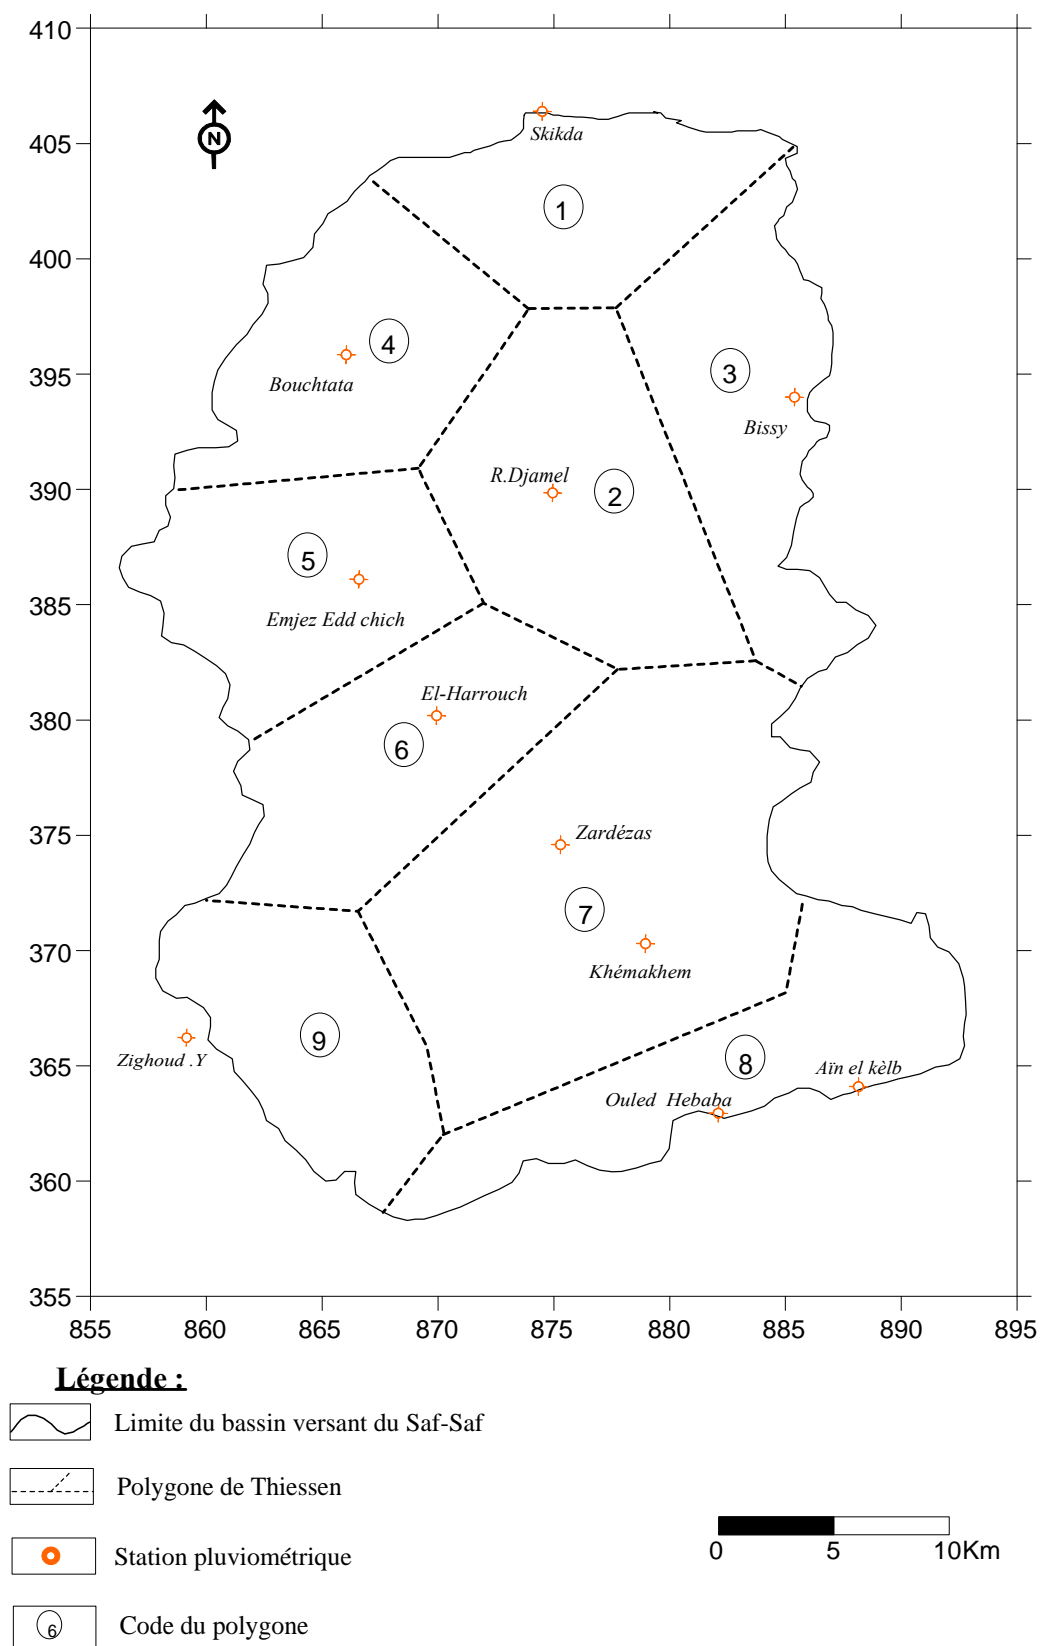 410
405
400
395
390
385
380
375
370
365
360
355
855 860 865 870 875 880 885 890 895
N
Skikda
1
4
Bouchtata
3
Bissy
R.Djamel
2
5
Emjez Edd chich
El-Harrouch
6
Zardézas
7
Khémakhem
9
Zighoud .Y
8
Aïn el kèlb
Ouled Hebaba
Légende :
Limite du bassin versant du Saf-Saf
Polygone de Thiessen
Station pluviométrique
6 Code du polygone
0 5 10Km